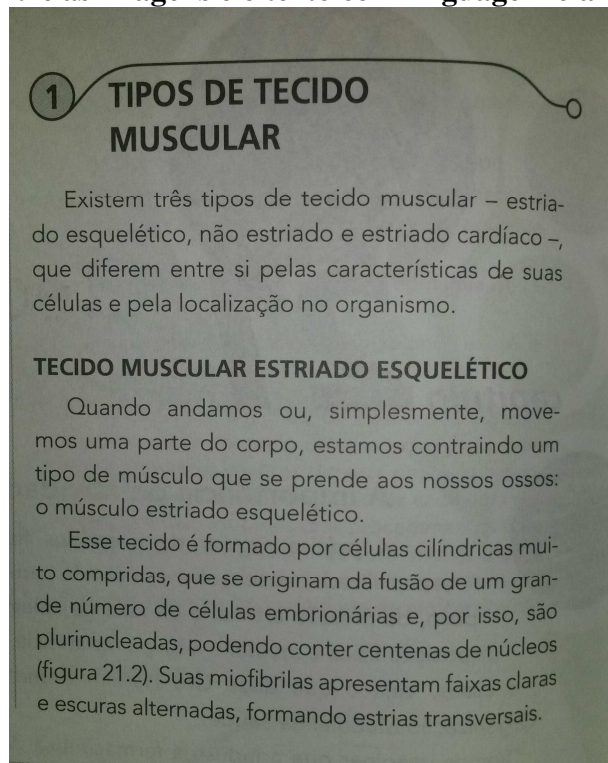 1 TIPOS DE TECIDO
MUSCULAR
Existem três tipos de tecido muscular – estria-
do esquelético, não estriado e estriado cardíaco –,
que diferem entre si pelas características de suas
células e pela localização no organismo.
TECIDO MUSCULAR ESTRIADO ESQUELÉTICO
Quando andamos ou, simplesmente, move-
mos uma parte do corpo, estamos contraindo um
tipo de músculo que se prende aos nossos ossos:
o músculo estriado esquelético.
Esse tecido é formado por células cilíndricas mui-
to compridas, que se originam da fusão de um gran-
de número de células embrionárias e, por isso, são
plurinucleadas, podendo conter centenas de núcleos
(figura 21.2). Suas miofibrilas apresentam faixas claras
e escuras alternadas, formando estrias transversais.